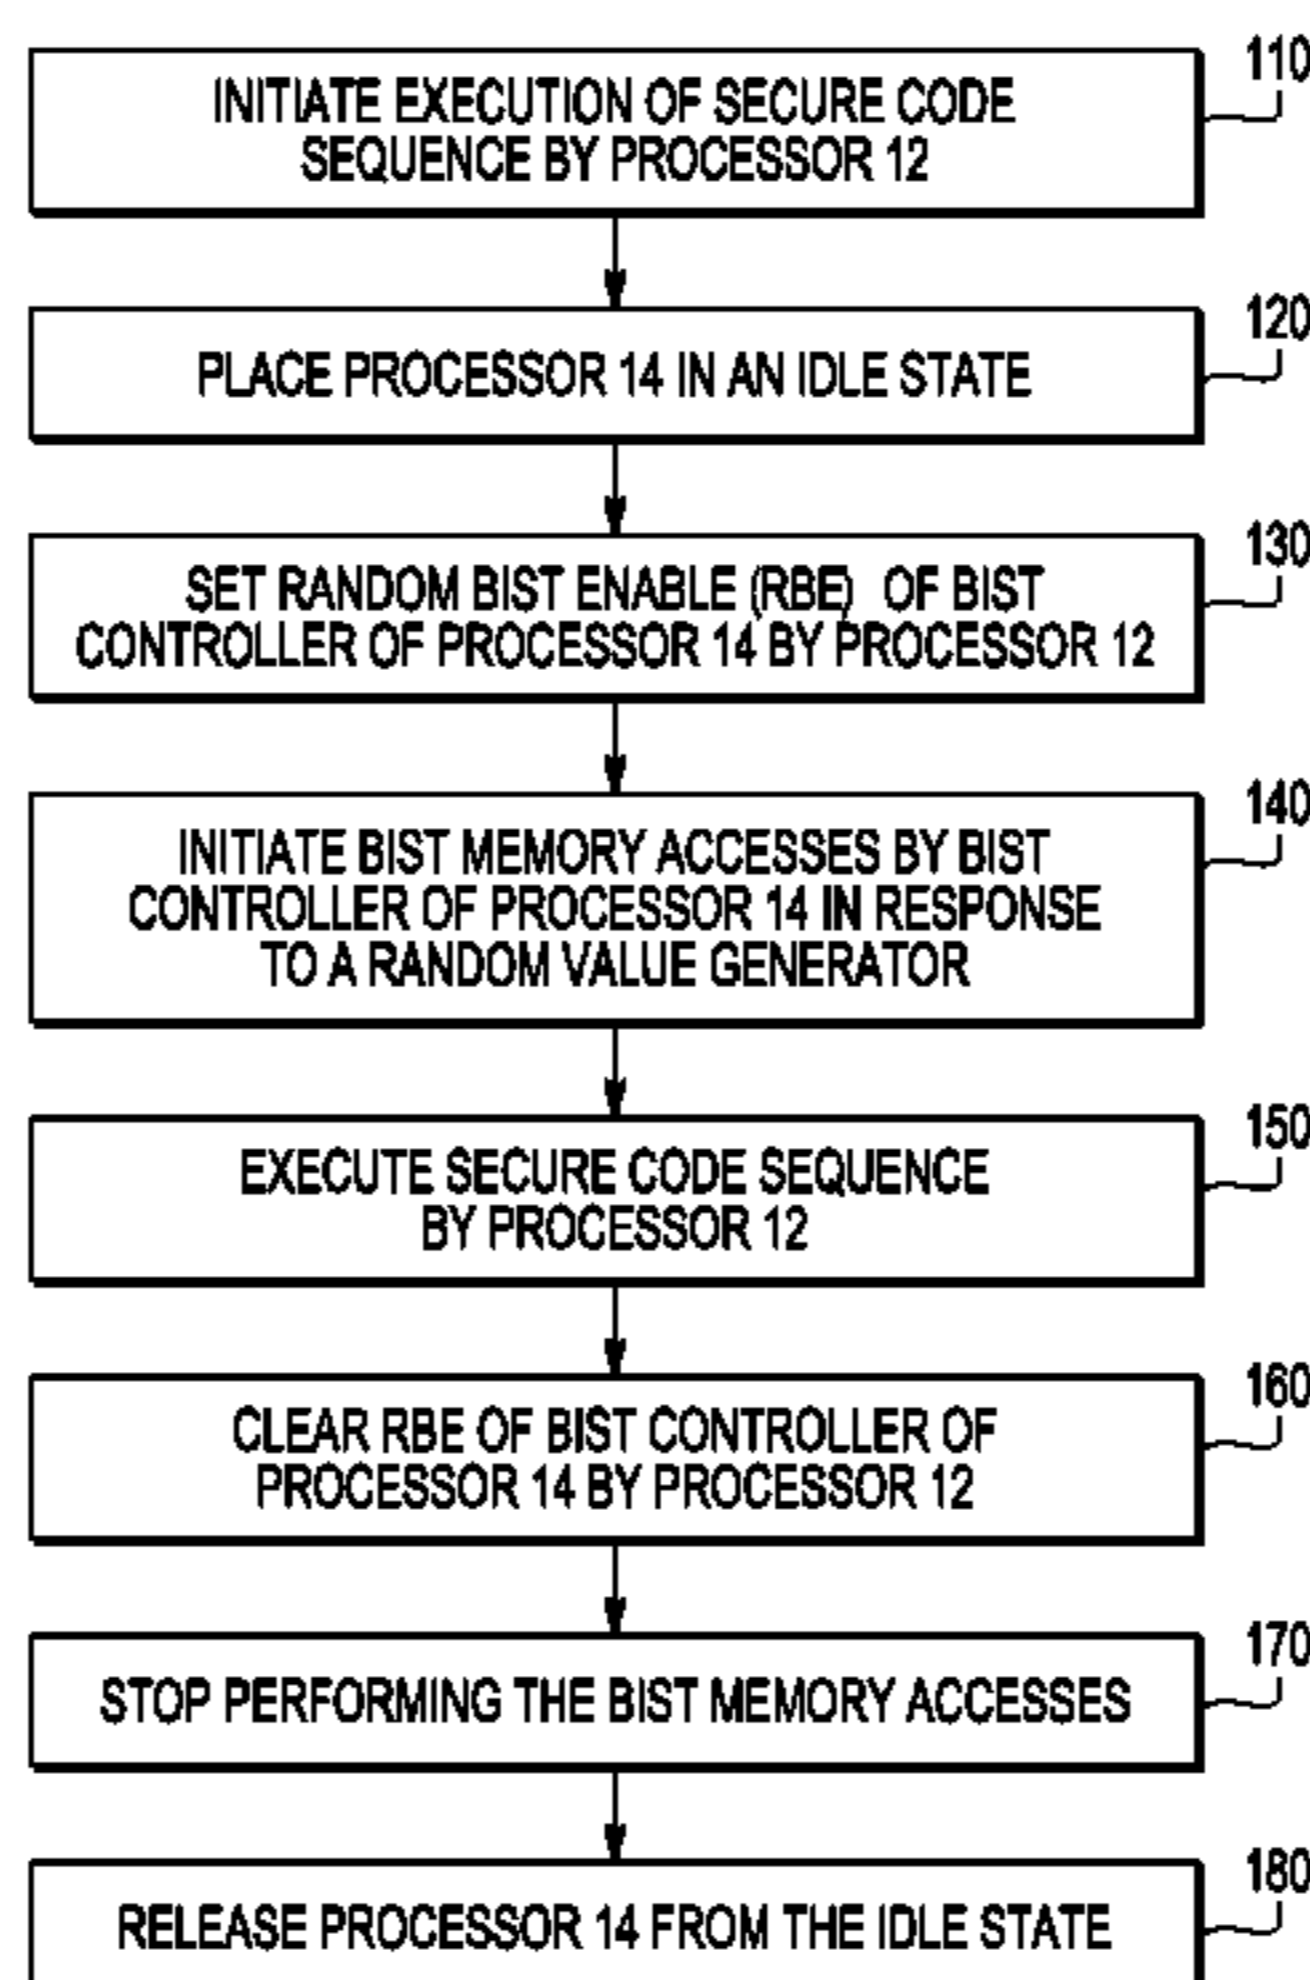 110
INITIATE EXECUTION OF SECURE CODE
SEQUENCE BY PROCESSOR 12
120
PLACE PROCESSOR 14 IN AN IDLE STATE
130
SET RANDOM BIST ENABLE (RBE) OF BIST
CONTROLLER OF PROCESSOR 14 BY PROCESSOR 12
140
INITIATE BIST MEMORY ACCESSES BY BIST
CONTROLLER OF PROCESSOR 14 IN RESPONSE
TO A RANDOM VALUE GENERATOR
150
EXECUTE SECURE CODE SEQUENCE
BY PROCESSOR 12
160
CLEAR RBE OF BIST CONTROLLER OF
PROCESSOR 14 BY PROCESSOR 12
170
STOP PERFORMING THE BIST MEMORY ACCESSES
180
RELEASE PROCESSOR 14 FROM THE IDLE STATE